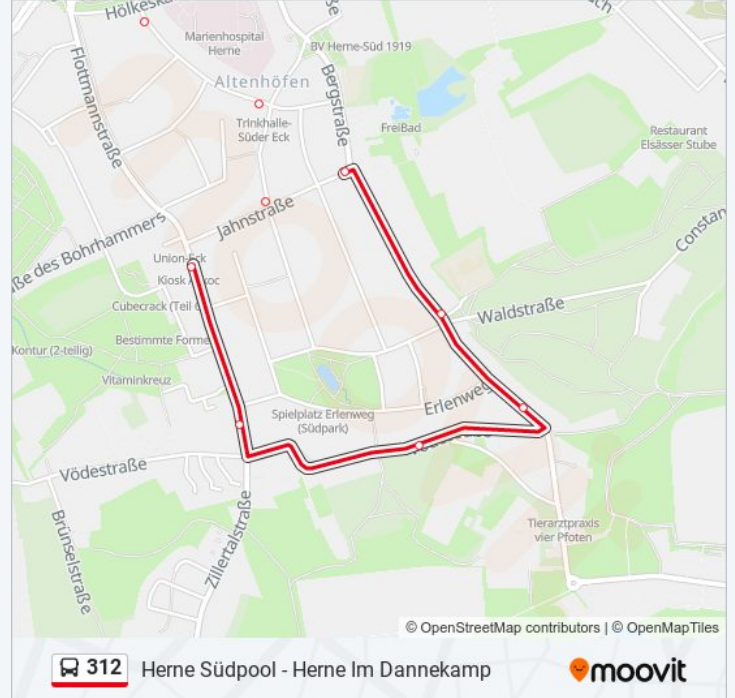 Hölkeska
Marienhospital
Herne
BV Herne-Süd 1919
Flottmannstraße
Altenhöfen
Bergstraße
Trinkhalle-
Süder Eck
FreiBad
Restaurant
Elsässer Stube
Jahnstraße
ße des Bohrhammers
Constan
Union-Eck
Kiosk
Cubecrack (Teil
Waldstraße
Bestimmte Forme
Kontur (2-teilig)
Vitaminkreuz
Erlenweg
Spielplatz Erlenweg
(Südpark)
Vödestraße
Brünselstraße
Zillertalstraße
Tierarztpraxis
vier Pfoten
© OpenStreetMap contributors | © OpenMapTiles
312 Herne Südpool - Herne Im Dannekamp
moovit